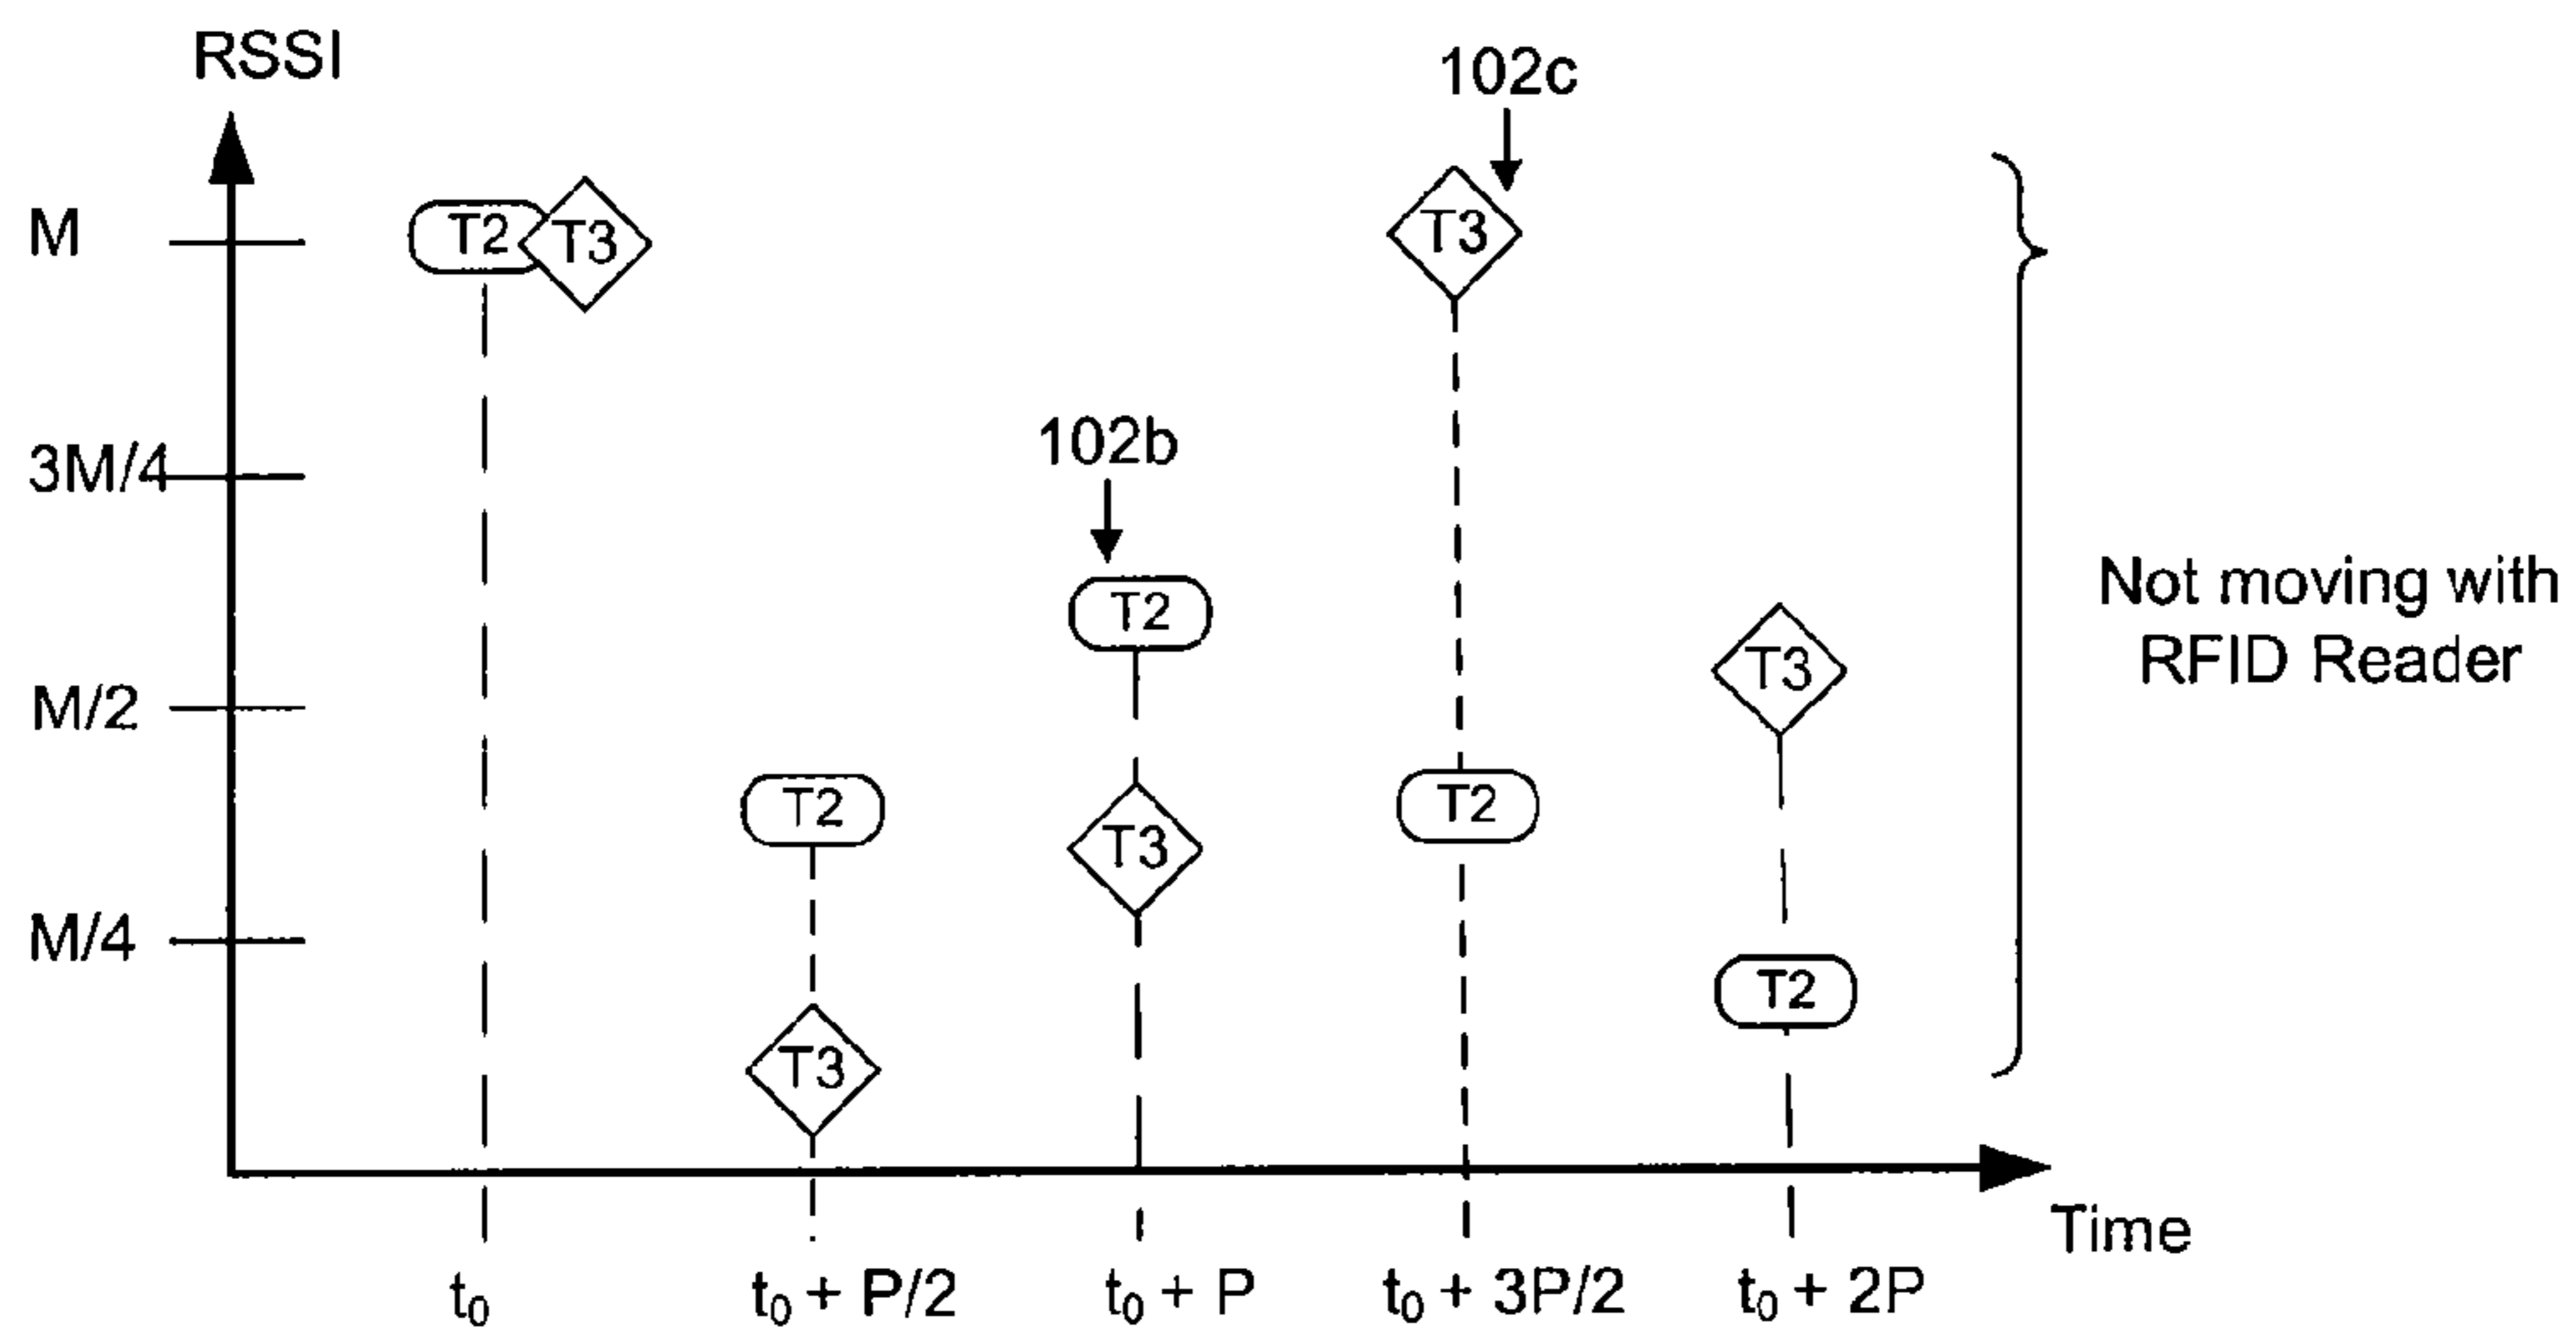 RSSI
102c
M
T2
T3
T3
3M/4
102b
T2
Not moving with
RFID Reader
T3
M/2
T2
T2
T3
M/4
T2
T3
Time
t0
t0 + P/2
t0 + P
t0 + 3P/2
t0 + 2P